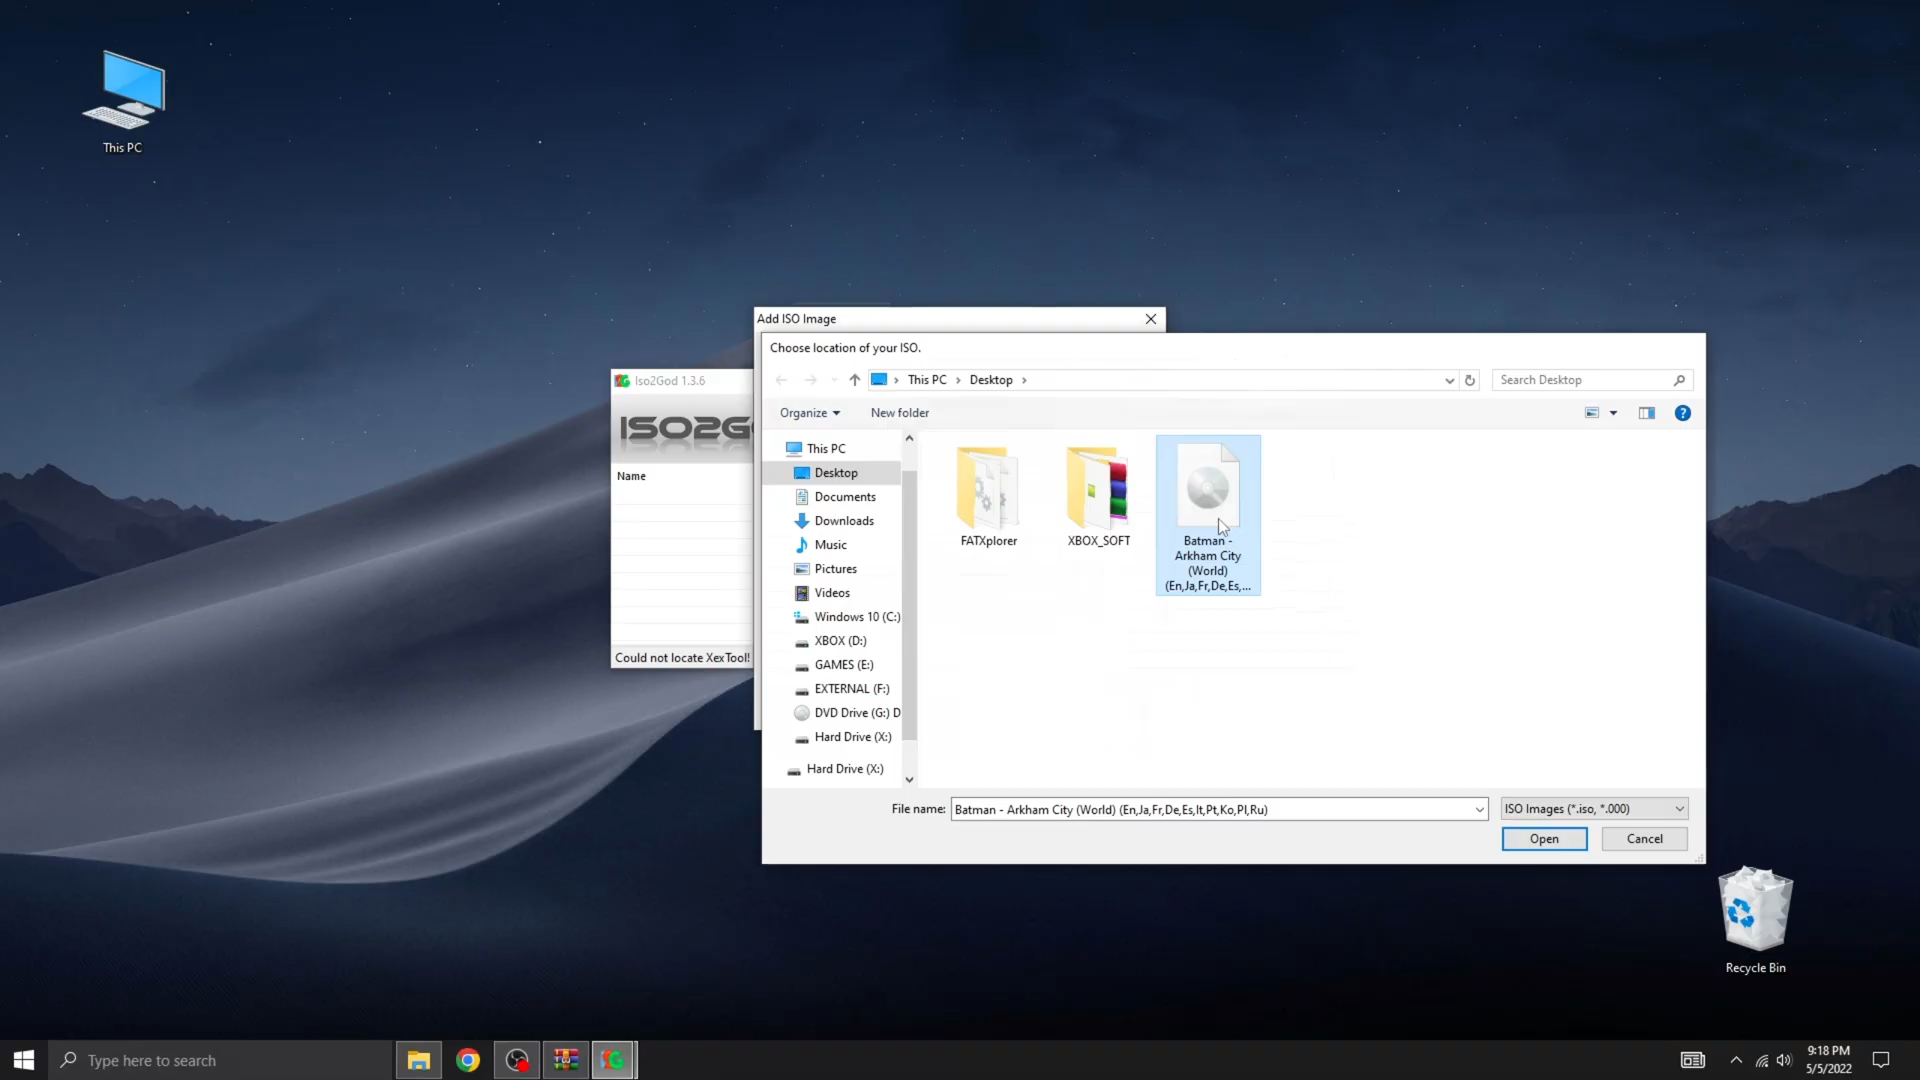 This PC
Add ISO Image
Choose location of your ISO.
This PC
Desktop
Search Desktop
Organize
New folder
Iso2God 1.3.6
ISO2G
Name
Could not locate XexTool!
This PC
Desktop
Documents
Downloads
Music
Pictures
Videos
Windows 10 (C:)
XBOX (D:)
GAMES (E:)
EXTERNAL (F:)
DVD Drive (G:) D
Hard Drive (X:)
Hard Drive (X:)
FATXplorer
XBOX_SOFT
Batman -
Arkham City
(World)
(En,Ja,Fr,De,Es,...
File name:
Batman - Arkham City (World) (En,Ja,Fr,De,Es,It,Pt,Ko,Pl,Ru)
ISO Images (*.iso, *.000)
Open
Cancel
Recycle Bin
Type here to search
9:18 PM
5/5/2022